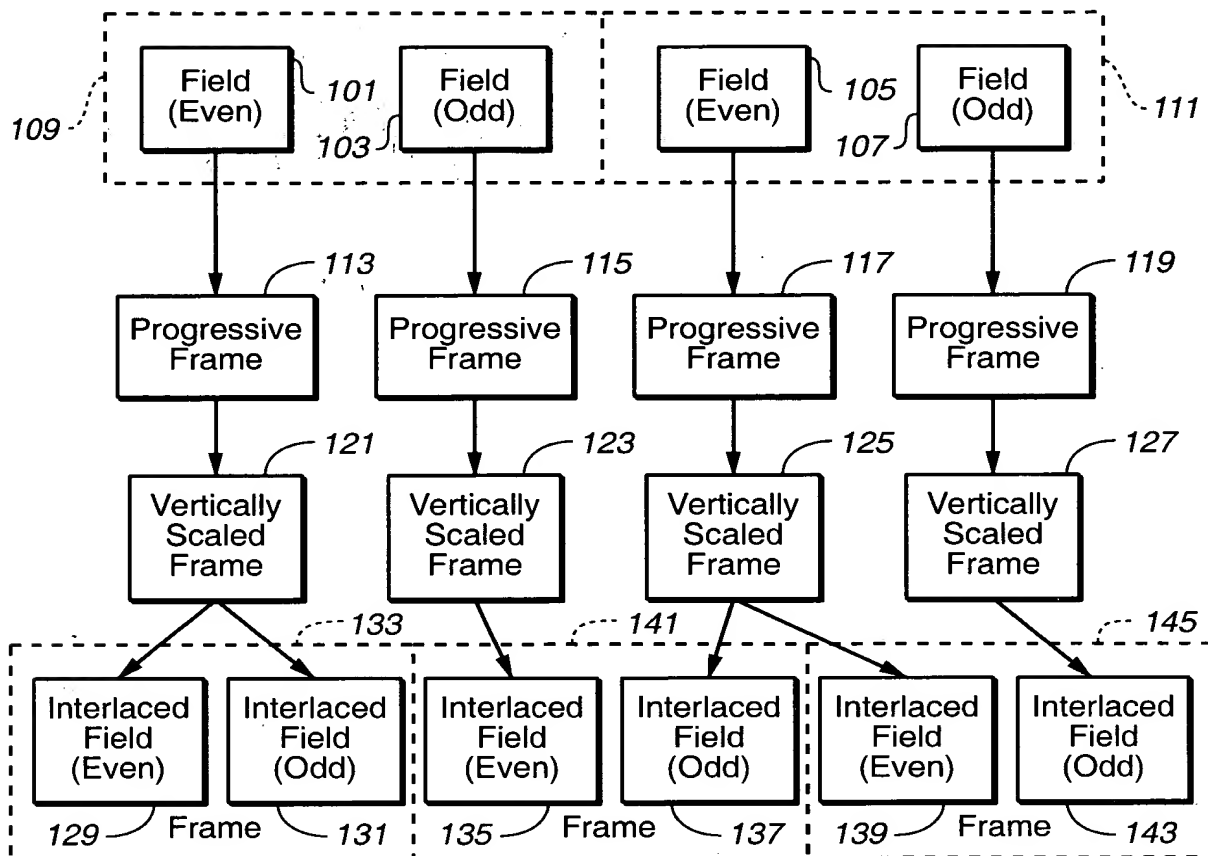 Field
(Even)
101
Field
(Odd)
103
Field
(Even)
105
Field
(Odd)
107
109
111
113
115
117
119
Progressive
Frame
Progressive
Frame
Progressive
Frame
Progressive
Frame
121
123
125
127
Vertically
Scaled
Frame
Vertically
Scaled
Frame
Vertically
Scaled
Frame
Vertically
Scaled
Frame
133
141
145
Interlaced
Field
(Even)
Interlaced
Field
(Odd)
Interlaced
Field
(Even)
Interlaced
Field
(Odd)
Interlaced
Field
(Even)
Interlaced
Field
(Odd)
129
Frame
131
135
Frame
137
139
Frame
143